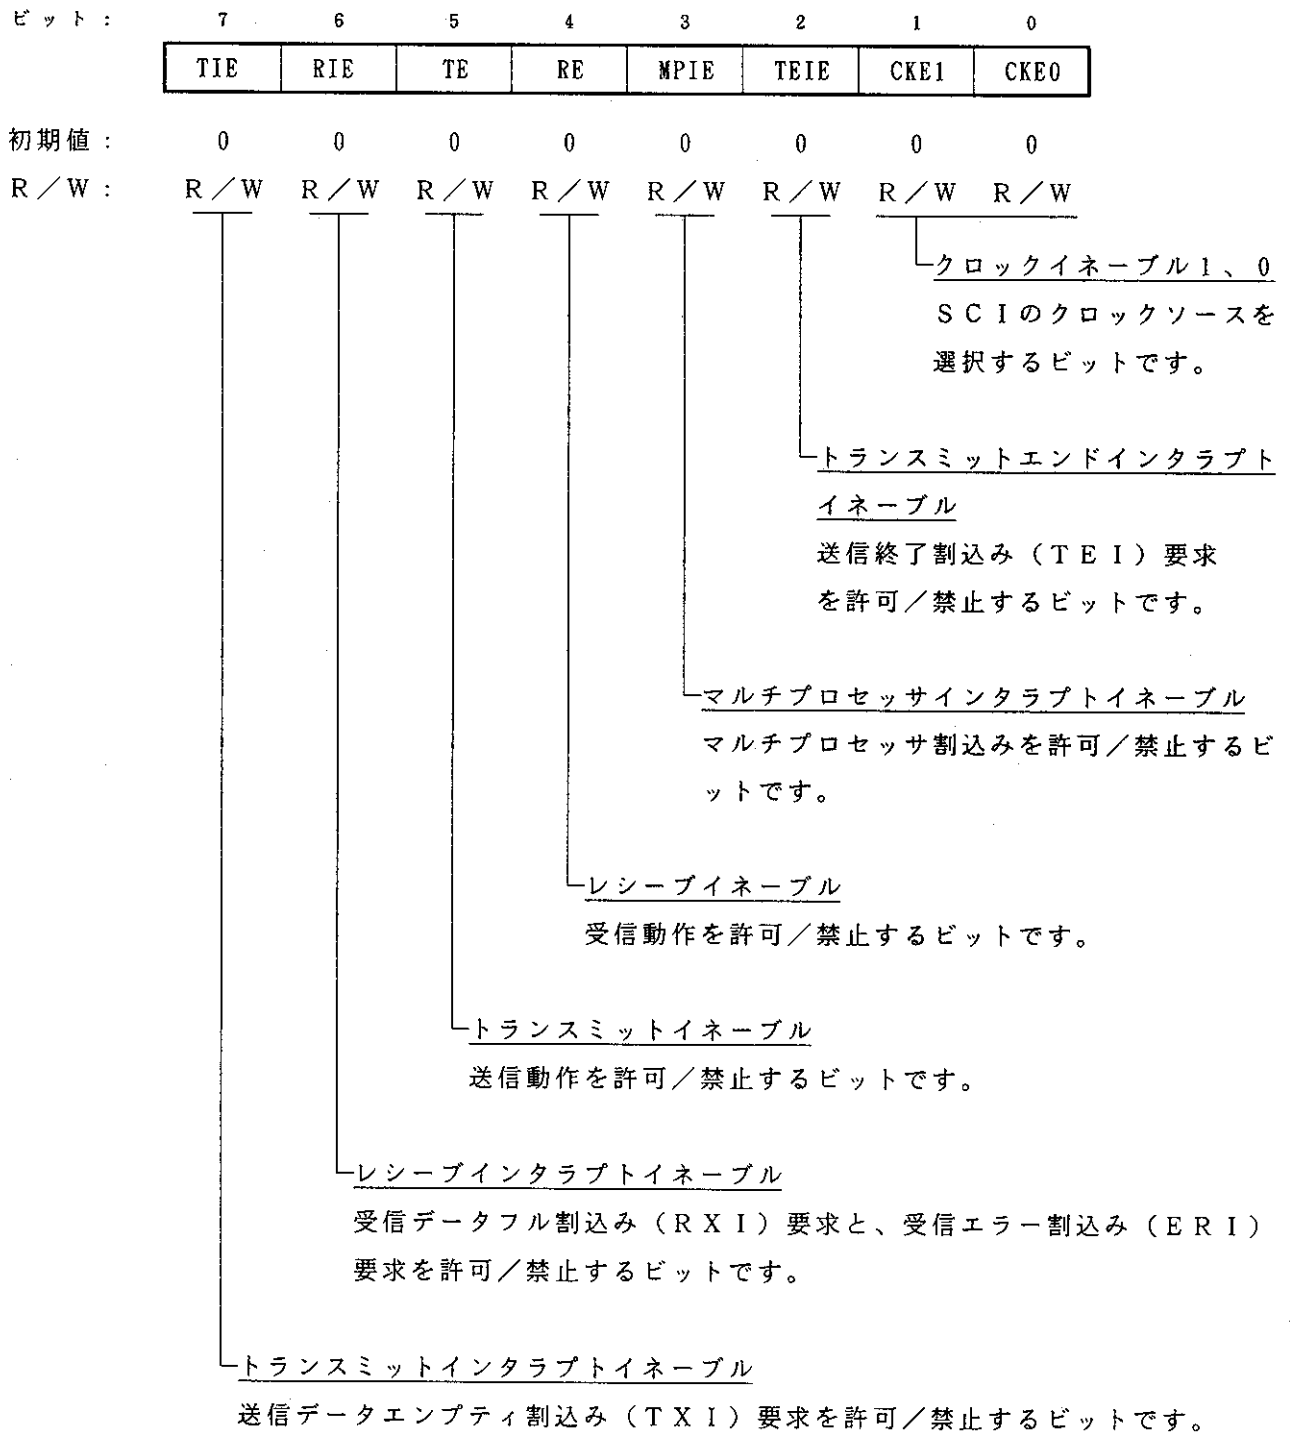 ビット： 7 6 5 4 3 2 1 0
TIE RIE TE RE MPIE TEIE CKE1 CKE0
初期値： 0 0 0 0 0 0 0 0
R／W： R／W R／W R／W R／W R／W R／W R／W R／W
クロックイネーブル1、0
SCIのクロックソースを
選択するビットです。
トランスミットエンドインタラプト
イネーブル
送信終了割込み（TEI）要求
を許可／禁止するビットです。
マルチプロセッサインタラプトイネーブル
マルチプロセッサ割込みを許可／禁止するビ
ットです。
レシーブイネーブル
受信動作を許可／禁止するビットです。
トランスミットイネーブル
送信動作を許可／禁止するビットです。
レシーブインタラプトイネーブル
受信データフル割込み（RXI）要求と、受信エラー割込み（ERI）
要求を許可／禁止するビットです。
トランスミットインタラプトイネーブル
送信データエンプティ割込み（TXI）要求を許可／禁止するビットです。